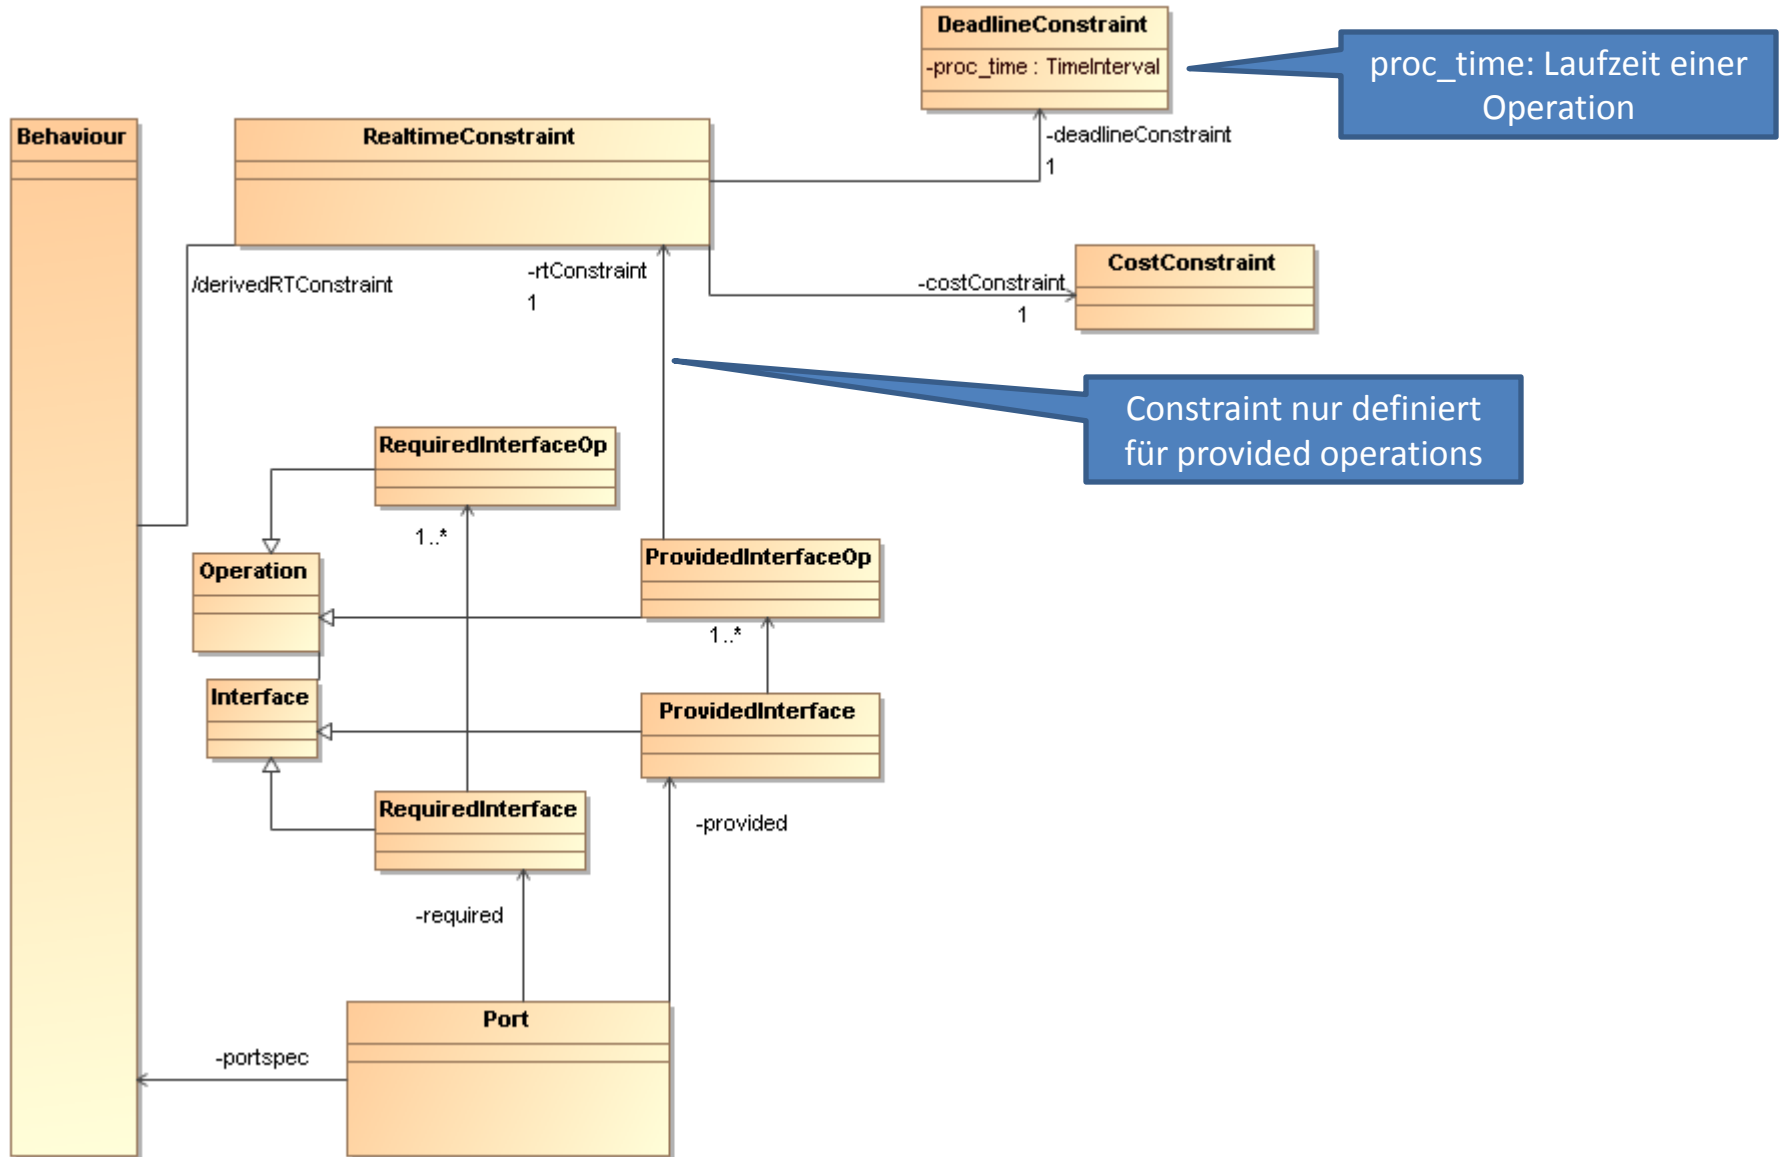 DeadlineConstraint
-proc_time : TimeInterval
proc_time: Laufzeit einer
Operation
Behaviour
RealtimeConstraint
-deadlineConstraint
1
/derivedRTConstraint
-rtConstraint
1
-costConstraint
1
CostConstraint
Constraint nur definiert
für provided operations
RequiredInterfaceOp
1..*
Operation
ProvidedInterfaceOp
1..*
Interface
ProvidedInterface
RequiredInterface
-provided
-required
Port
-portspec